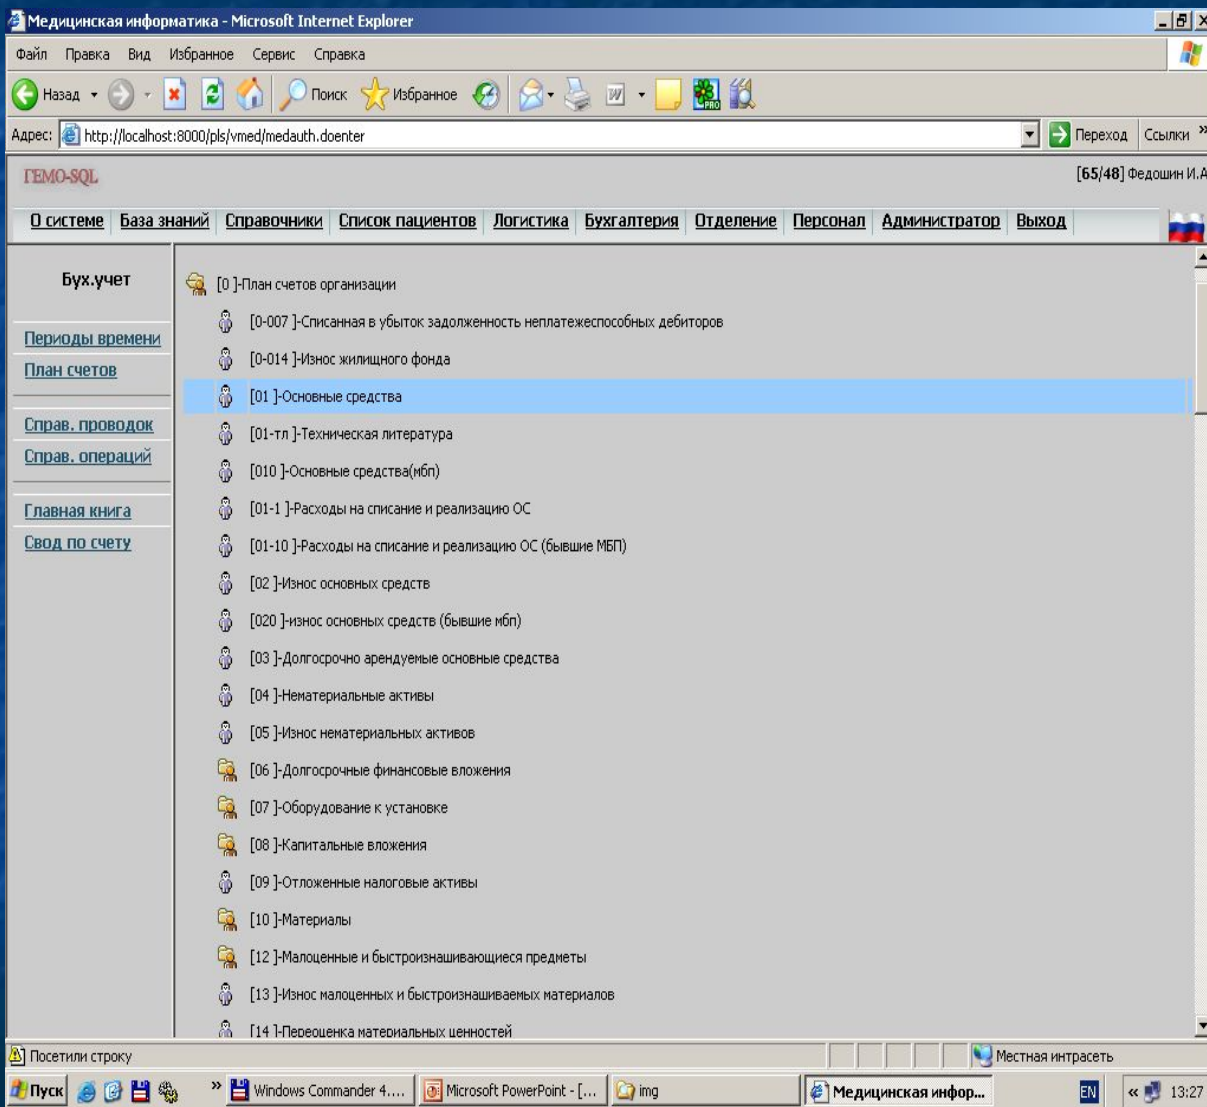 Медицинская информатика - Microsoft Internet Explorer
Файл Правка Вид Избранное Сервис Справка
Назад Поиск Избранное
Адрес: http://localhost:8000/pls/vmed/medauth.doenter Переход Ссылки »
ГЕМО-SQL [65/48] Федошин И.А
О системе База знаний Справочники Список пациентов Логистика Бухгалтерия Отделение Персонал Администратор Выход
Бух.учет
Периоды времени
План счетов
Справ. проводок
Справ. операций
Главная книга
Свод по счету
[0 ]-План счетов организации
[0-007 ]-Списанная в убыток задолженность неплатежеспособных дебиторов
[0-014 ]-Износ жилищного фонда
[01 ]-Основные средства
[01-тл ]-Техническая литература
[010 ]-Основные средства(мбп)
[01-1 ]-Расходы на списание и реализацию ОС
[01-10 ]-Расходы на списание и реализацию ОС (бывшие МБП)
[02 ]-Износ основных средств
[020 ]-износ основных средств (бывшие мбп)
[03 ]-Долгосрочно арендуемые основные средства
[04 ]-Нематериальные активы
[05 ]-Износ нематериальных активов
[06 ]-Долгосрочные финансовые вложения
[07 ]-Оборудование к установке
[08 ]-Капитальные вложения
[09 ]-Отложенные налоговые активы
[10 ]-Материалы
[12 ]-Малоценные и быстроизнашивающиеся предметы
[13 ]-Износ малоценных и быстроизнашиваемых материалов
[14 ]-Переоценка материальных ценностей
Посетили строку Местная интрасеть
Пуск » Windows Commander 4.... Microsoft PowerPoint - [... img Медицинская инфор... EN « 13:27